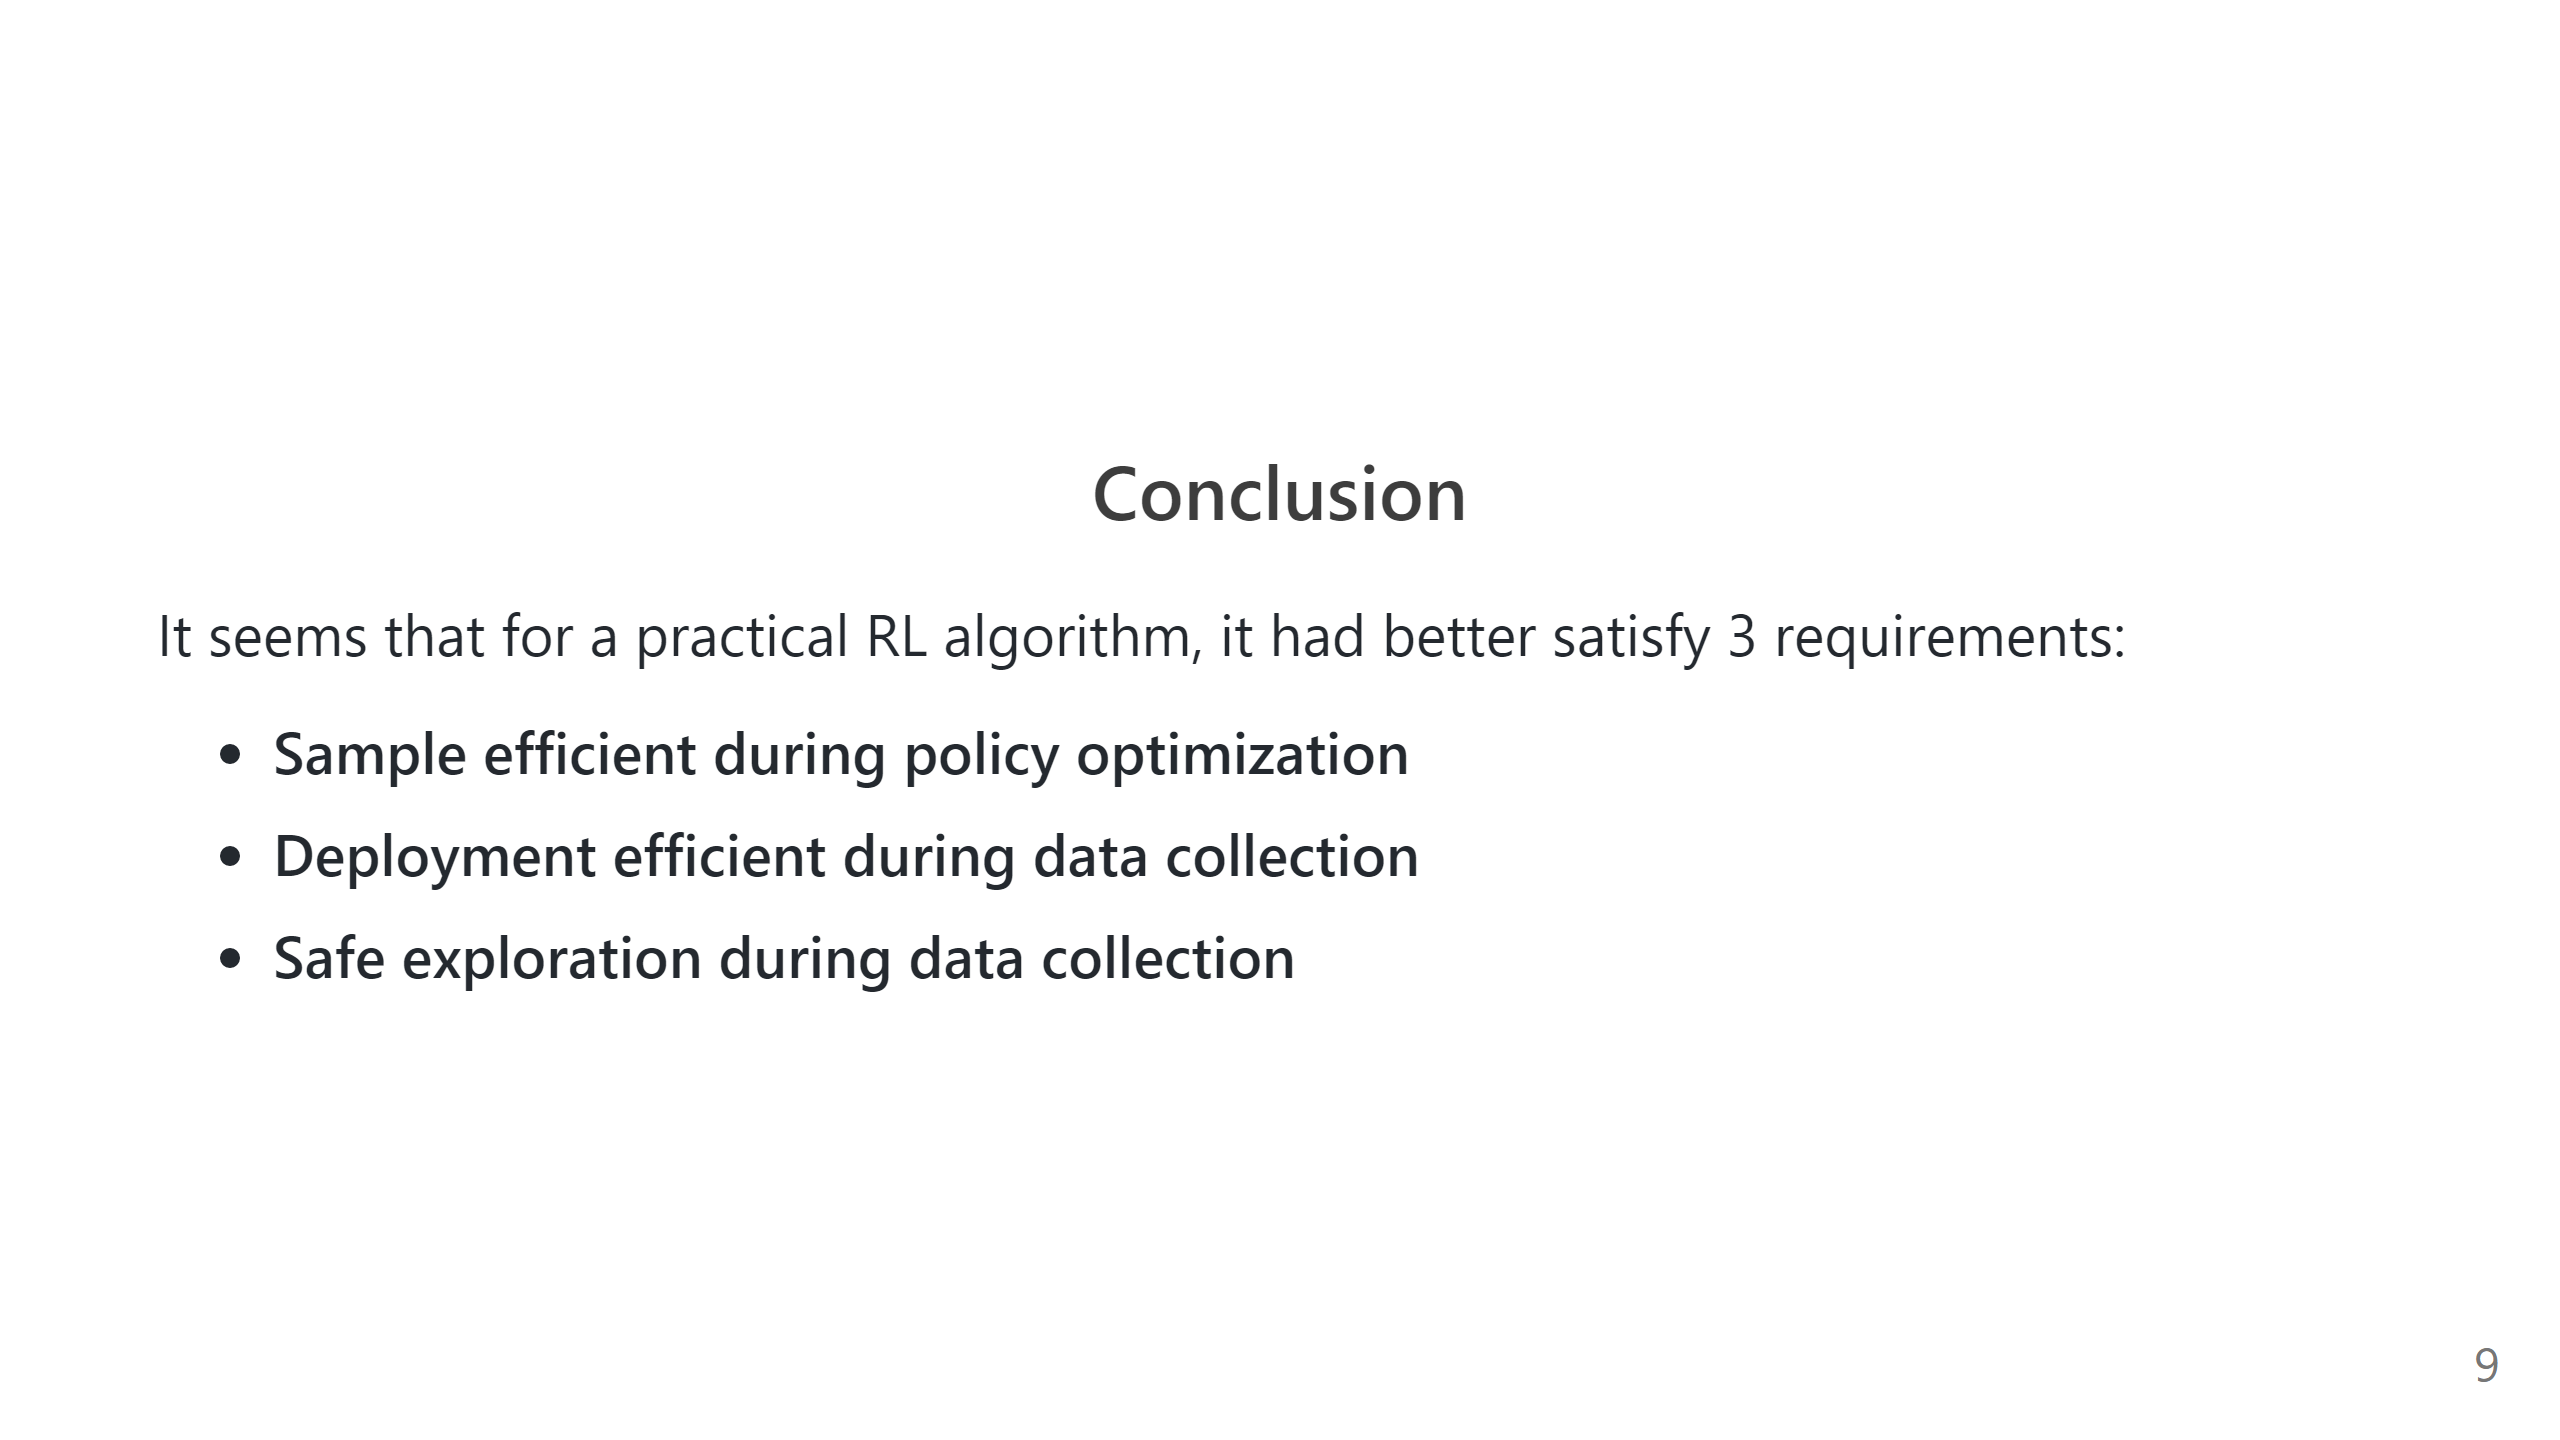 Conclusion
It seems that for a practical RL algorithm, it had better satisfy 3 requirements:
• Sample efficient during policy optimization
• Deployment efficient during data collection
• Safe exploration during data collection
9